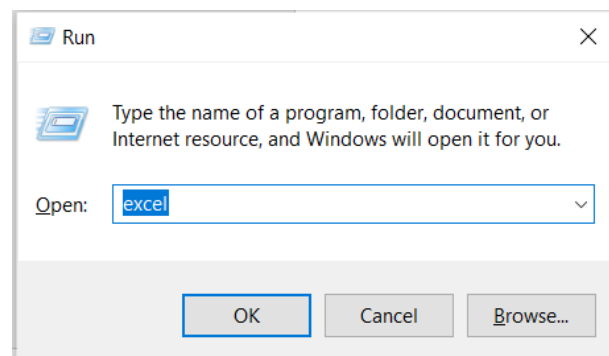 Run
Type the name of a program, folder, document, or
Internet resource, and Windows will open it for you.
Open: excel
OK Cancel Browse...